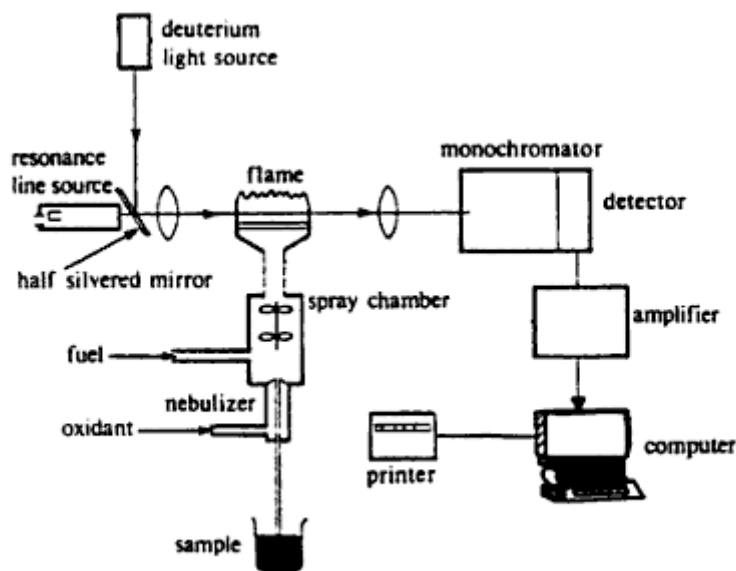 deuterium
light source
resonance
line source
flame
monochromator
detector
half silvered mirror
spray chamber
amplifier
fuel
nebulizer
oxidant
computer
printer
sample